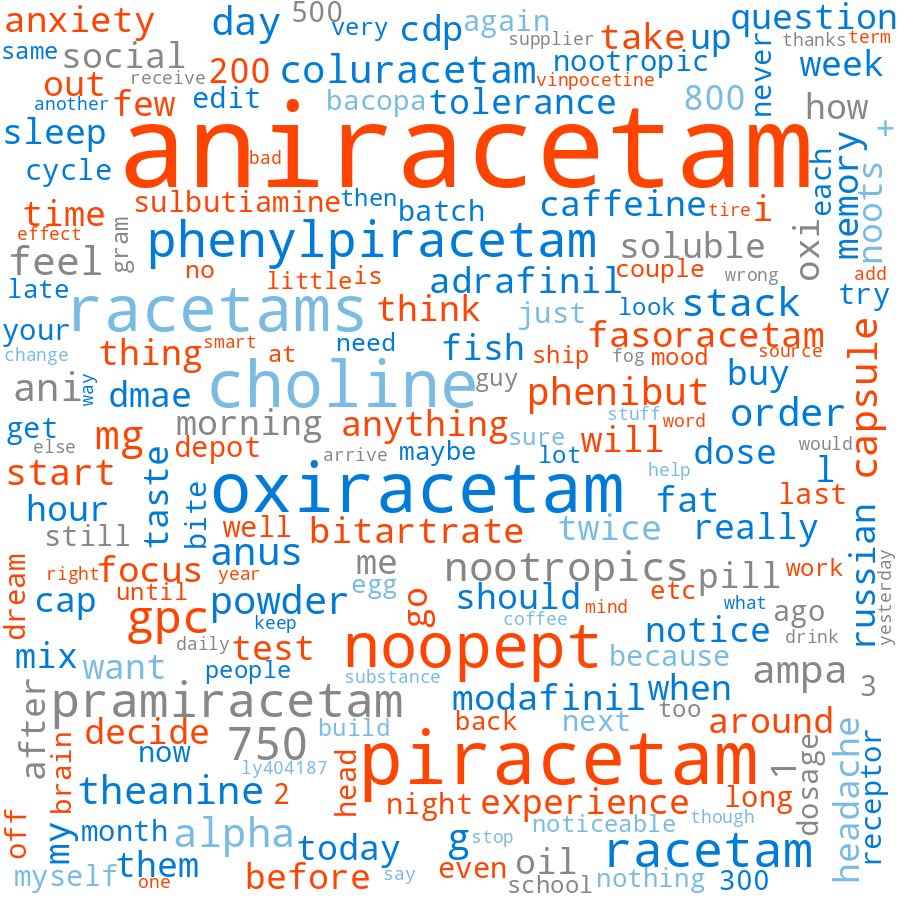 anxiety
day
500
very
cdp
again
question
supplier
thanks
term
same
social
out
receive
200
coluracetam
take
up
nootropic
week
vinpocetine
another
few
edit
bacopa
tolerance
800
never
how
+
sleep
aniracetam
bad
cycle
each
memory
noots
time
sulbutiamine
then
batch
caffeine
tire
i
effect
gram
phenylpiracetam
soluble
oxi
feel
no
little
is
adrafinil
couple
wrong
add
late
racetams
think
just
look
stack
try
your
thing
smart
at
need
fish
ship
fog
mood
fasoracetam
source
capsule
change
ani
way
dmae
choline
guy
phenibut
buy
get
else
mg
morning
depot
anything
stuff
word
order
arrive
maybe
sure
lot
will
dose
would
start
taste
bite
oxiracetam
help
fat
l
last
hour
still
well
bitartrate
twice
really
russian
dream
right
focus
anus
year
me
nootropics
pill
work
yesterday
until
egg
etc
cap
gpc
powder
keep
go
should
coffee
mind
what
ago
notice
drink
mix
want
daily
test
people
noopept
substance
because
ampa
3
after
pramiracetam
modafinil
when
too
decide
750
build
back
next
around
brain
now
ly404187
head
piracetam
1
dosage
headache
receptor
theanine
2
night
experience
long
off
my
month
alpha
today
g
stop
noticeable
though
racetam
myself
them
one
before
say
even
oil
school
nothing
300